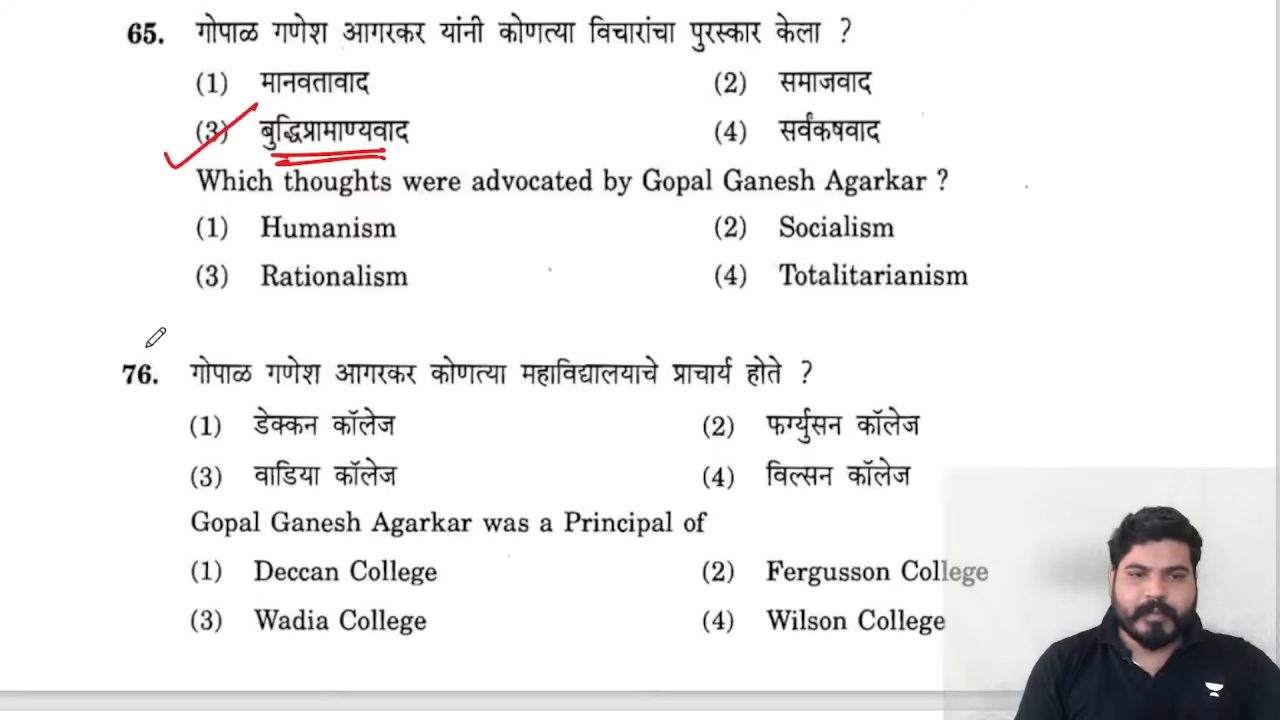 65. गोपाळ गणेश आगरकर यांनी कोणत्या विचारांचा पुरस्कार केला ?
(1) मानवतावाद (2) समाजवाद
(3) बुद्धिप्रामाण्यवाद (4) सर्वंकषवाद
Which thoughts were advocated by Gopal Ganesh Agarkar ?
(1) Humanism (2) Socialism
(3) Rationalism (4) Totalitarianism
76. गोपाळ गणेश आगरकर कोणत्या महाविद्यालयाचे प्राचार्य होते ?
(1) डेक्कन कॉलेज (2) फर्ग्युसन कॉलेज
(3) वाडिया कॉलेज (4) विल्सन कॉलेज
Gopal Ganesh Agarkar was a Principal of
(1) Deccan College (2) Fergusson College
(3) Wadia College (4) Wilson College